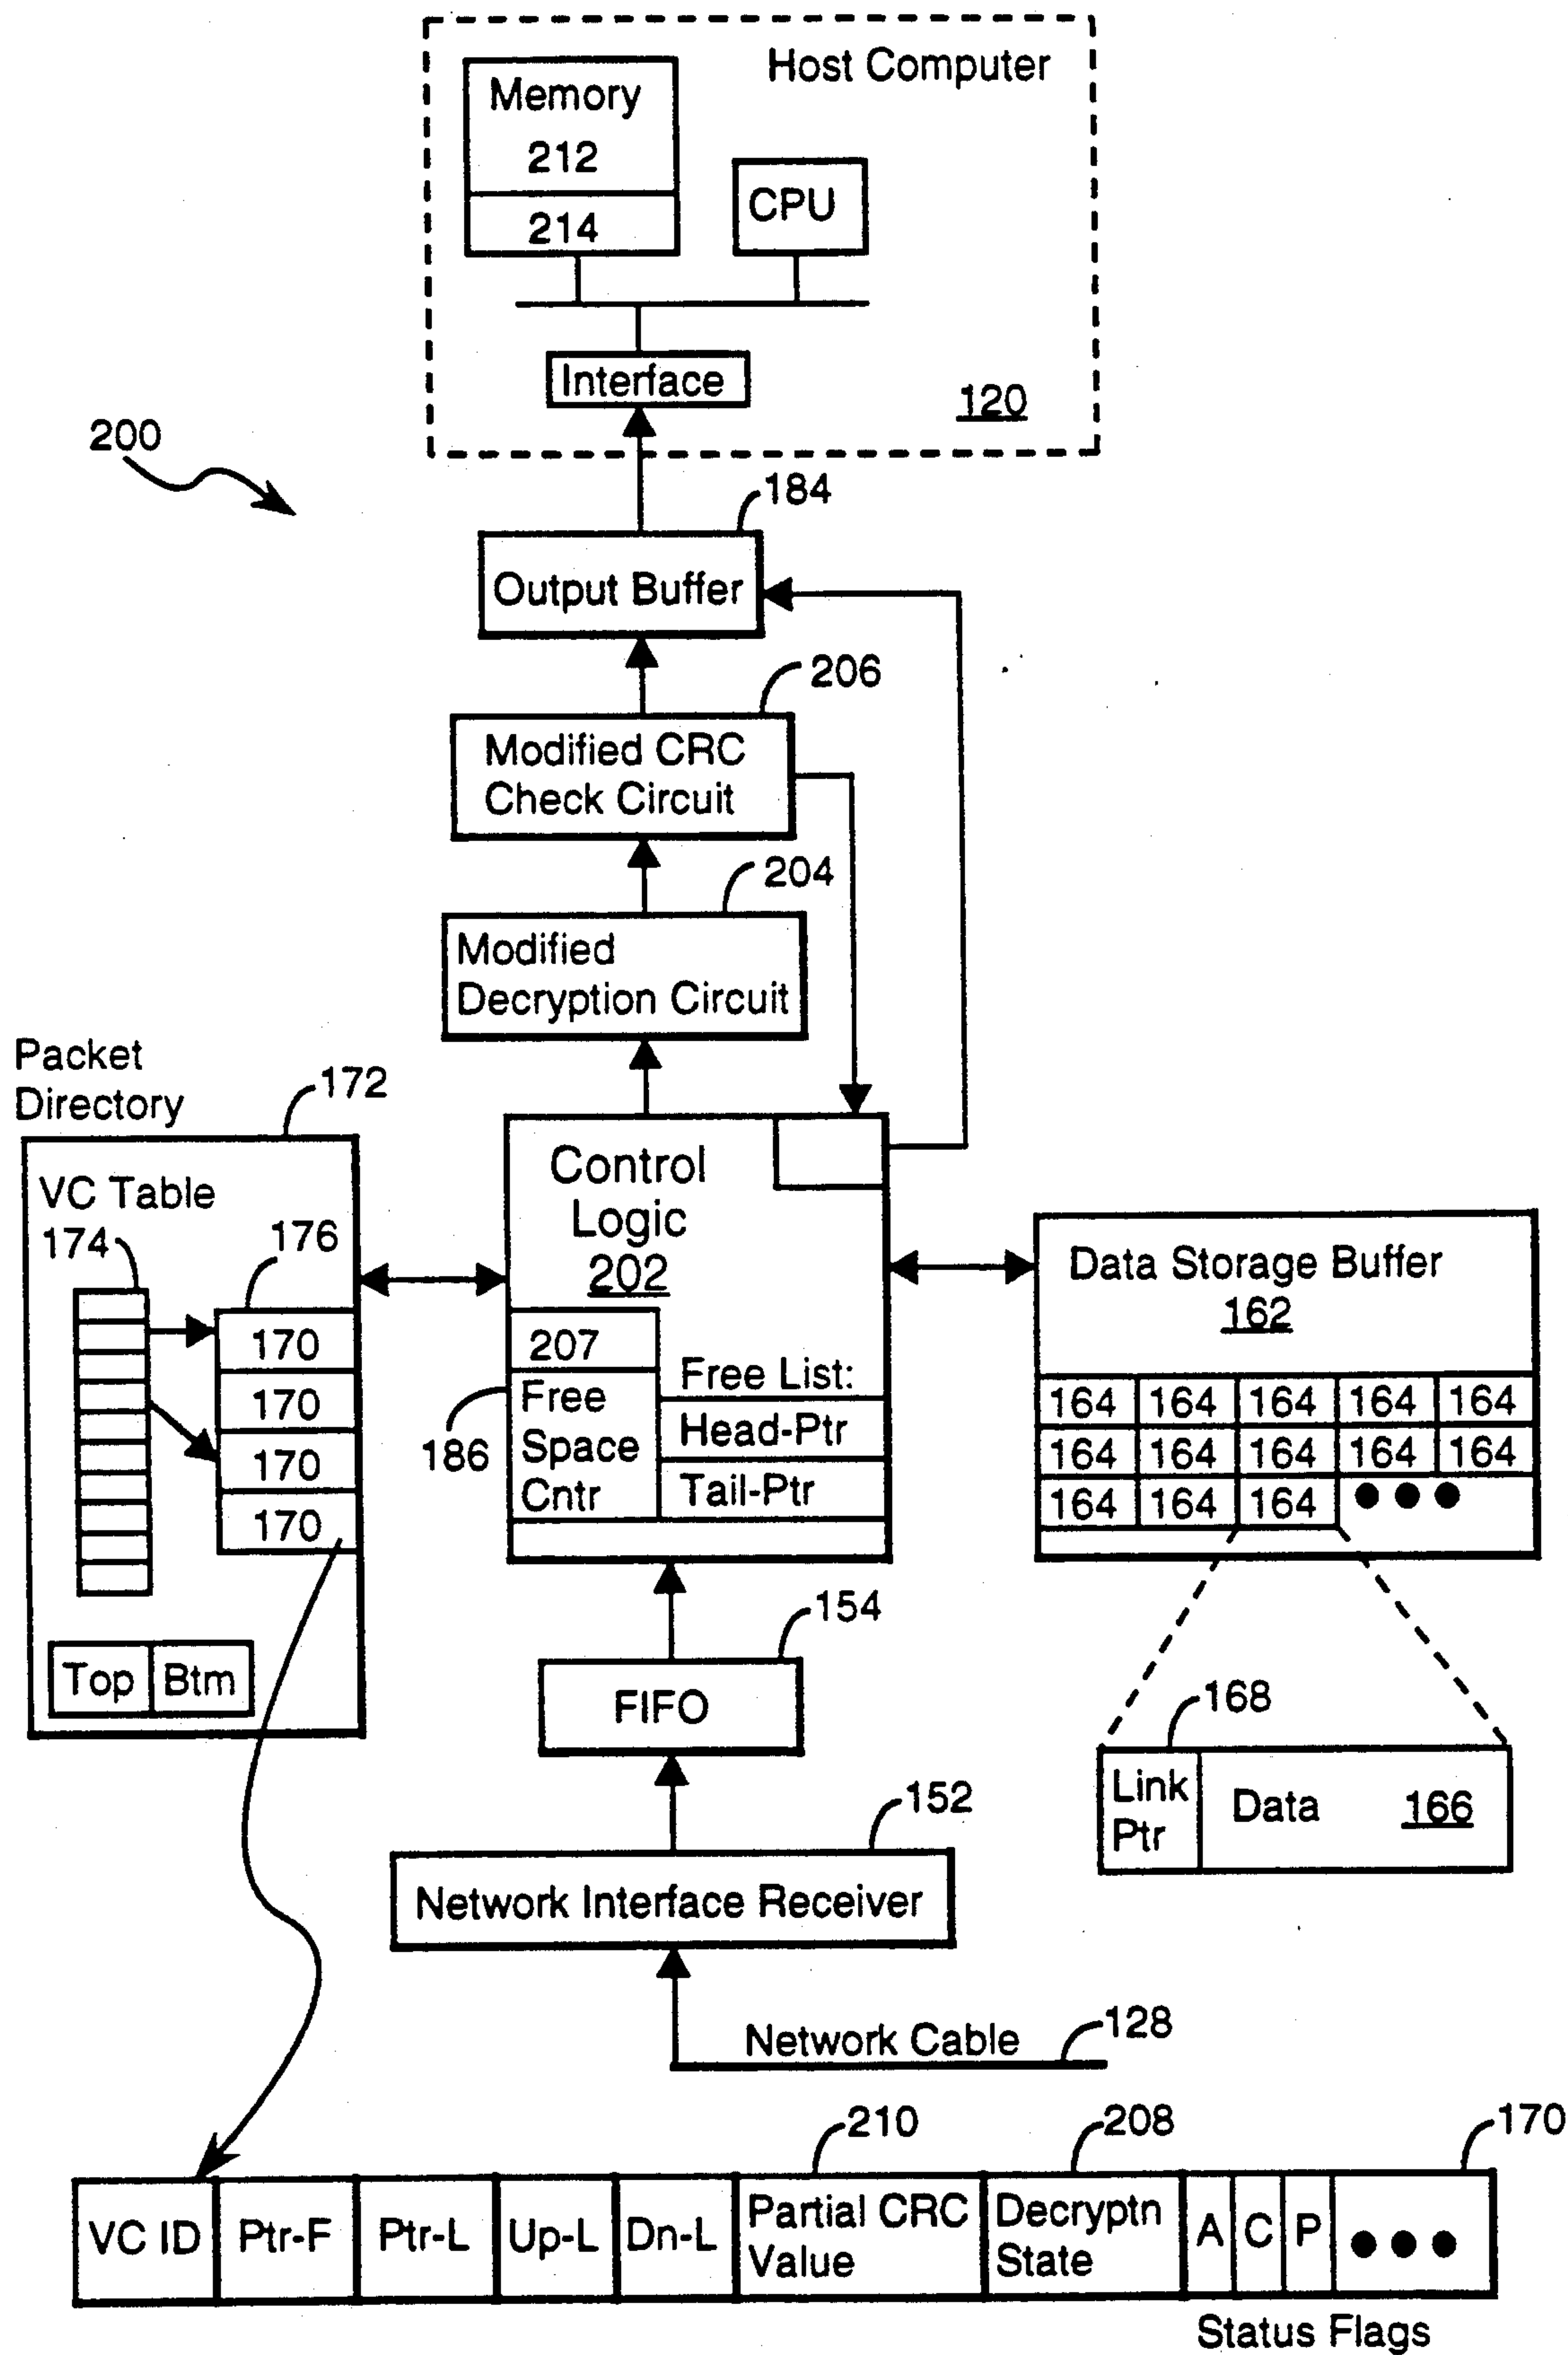 Host Computer
Memory
212
214
CPU
Interface
120
200
184
Output Buffer
206
Modified CRC
Check Circuit
204
Modified
Decryption Circuit
Packet
Directory
172
VC Table
174
176
170
170
170
170
Top
Btm
Control
Logic
202
207
Free List:
186
Free
Space
Cntr
Head-Ptr
Tail-Ptr
Data Storage Buffer
162
164 164 164 164 164
164 164 164 164 164
164 164 164 ●●●
154
FIFO
168
Link
Ptr
Data
166
152
Network Interface Receiver
Network Cable
128
210
208
170
VC ID
Ptr-F
Ptr-L
Up-L
Dn-L
Partial CRC
Value
Decryptn
State
A
C
P
●●●
Status Flags